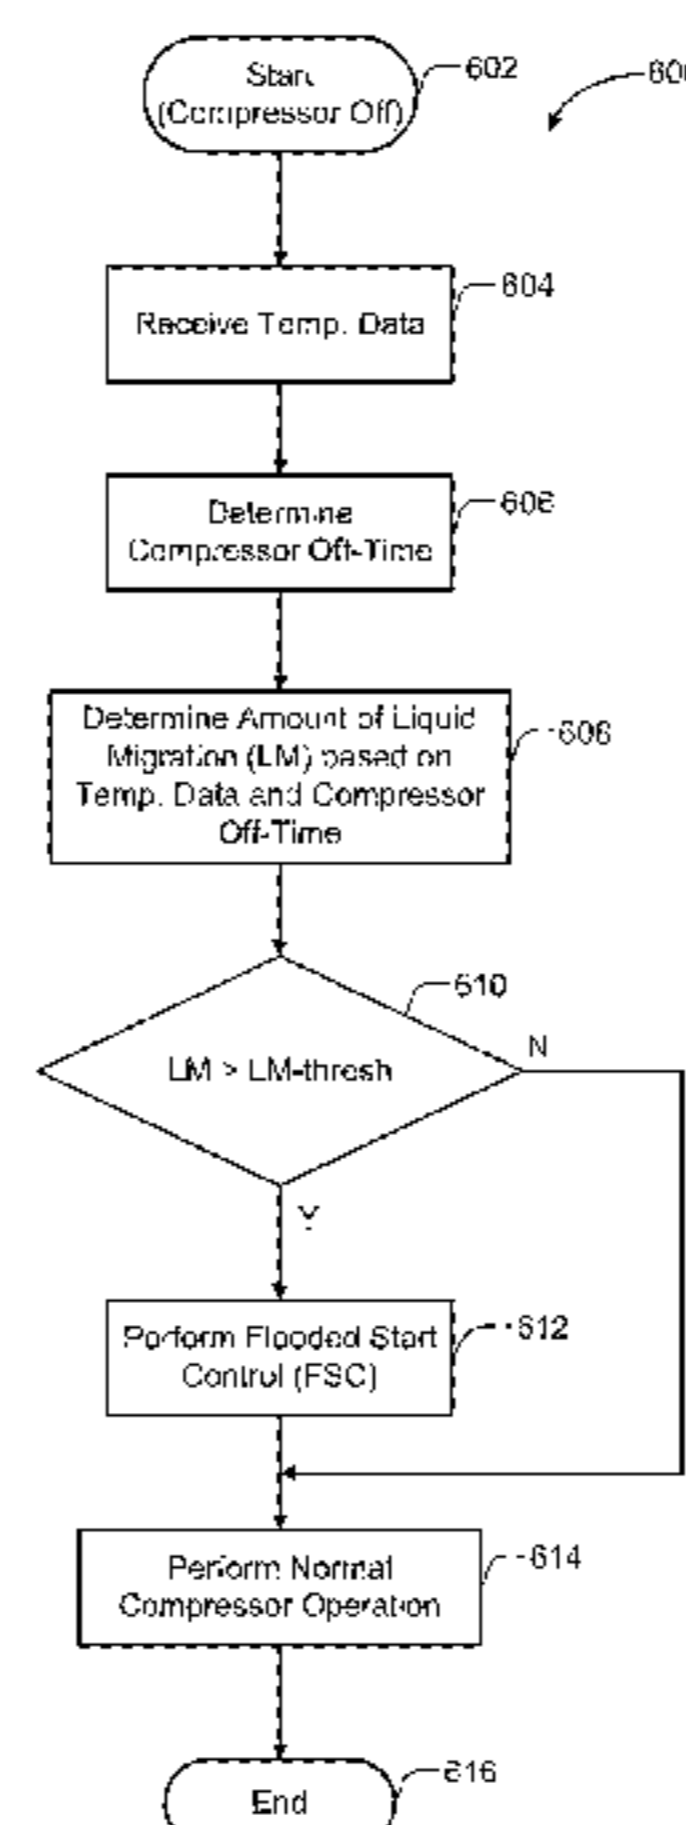 Start
(Compressor Off)
602
604
Receive Temp. Data
606
Determine
Compressor Off-Time
Determine Amount of Liquid
Migration (LM) based on
Temp. Data and Compressor
Off-Time
610
LM > LM-thresh
N
Y
612
Perform Flooded Start
Control (FSC)
614
Perform Normal
Compressor Operation
616
End